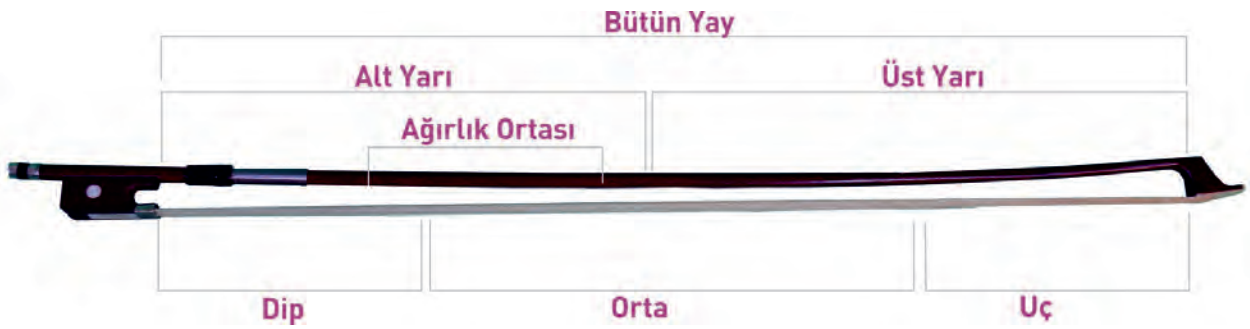 Bütün Yay
Alt Yarı
Üst Yarı
Ağırlık Ortası
Dip
Orta
Uç